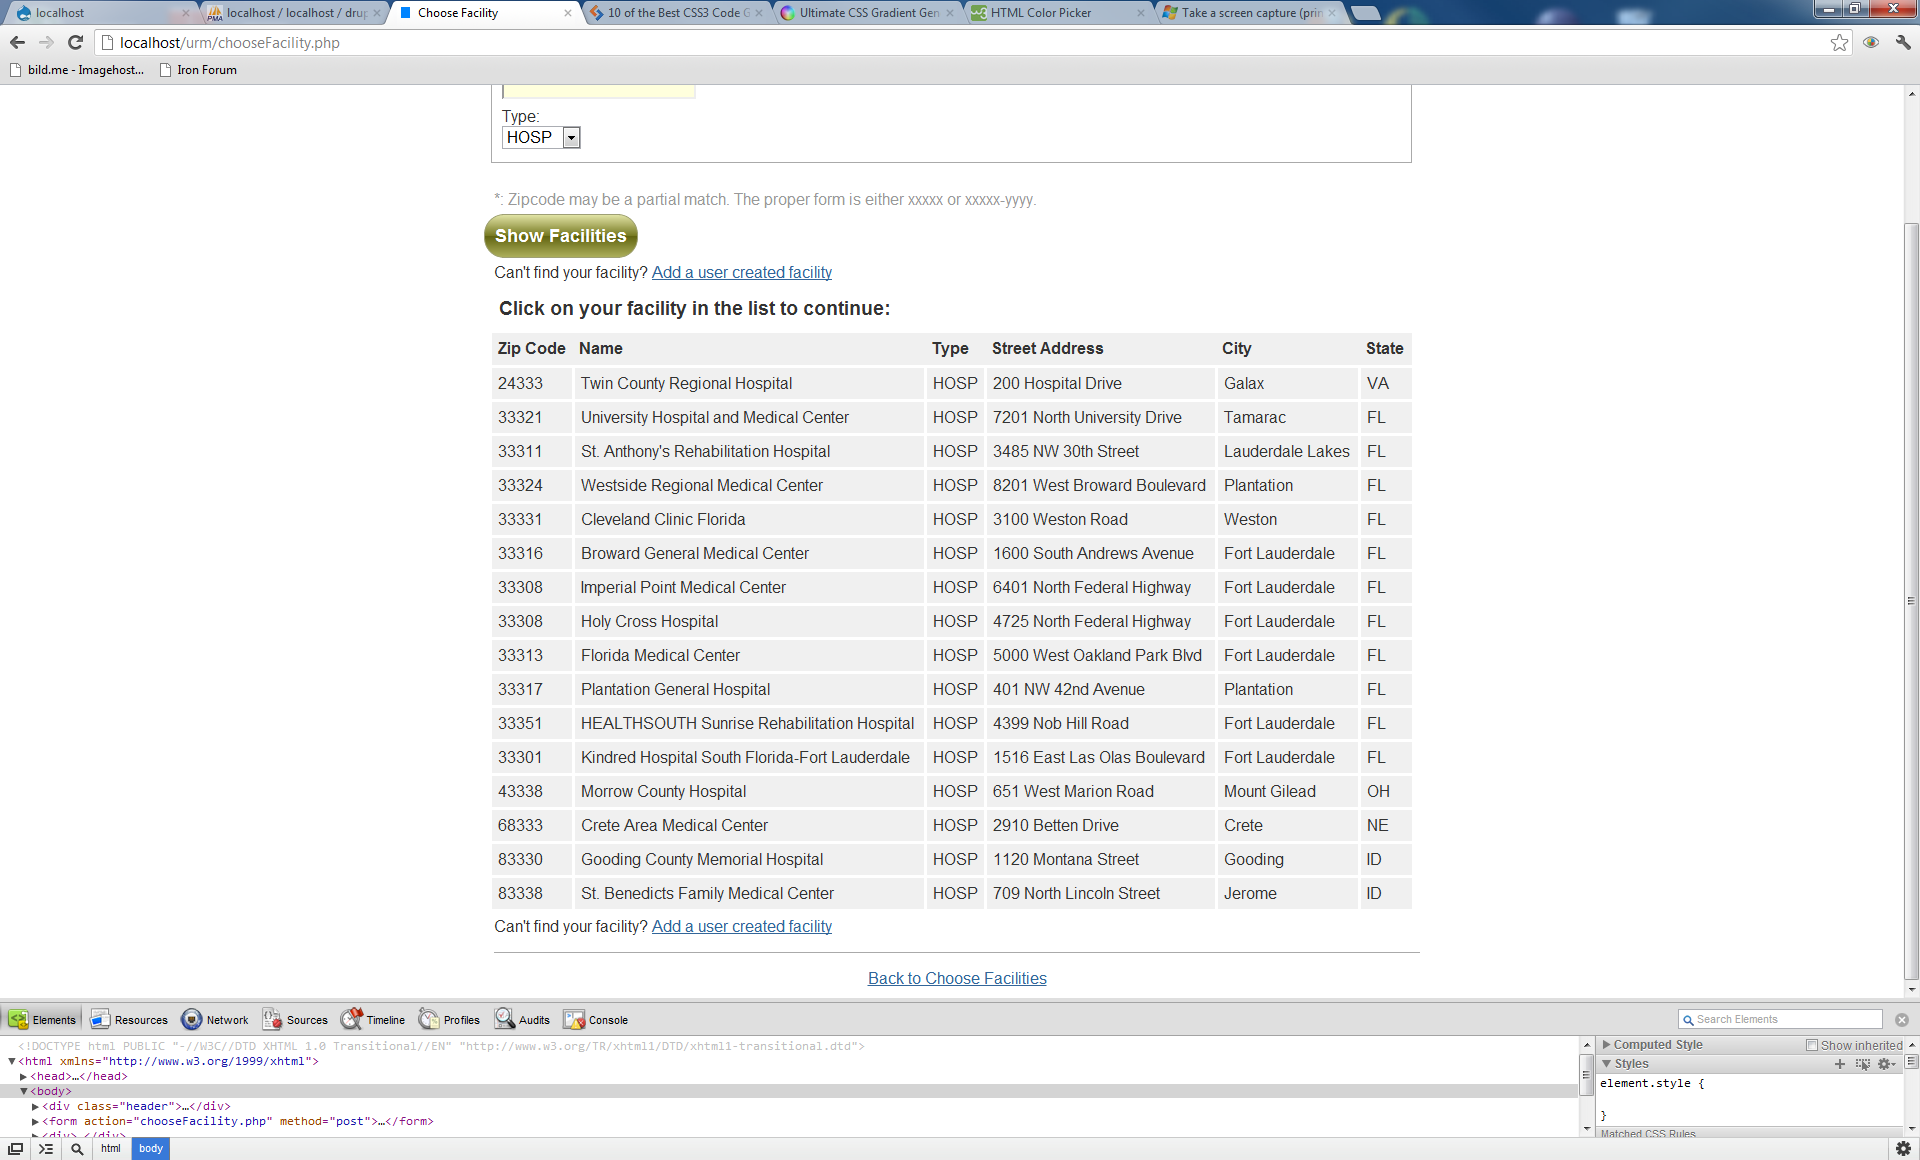 localhost
localhost / localhost / drup
Choose Facility
10 of the Best CSS3 Code G
Ultimate CSS Gradient Gen
HTML Color Picker
Take a screen capture (prin
localhost/urm/chooseFacility.php
bild.me - Imagehost...
Iron Forum
Type:
HOSP
*: Zipcode may be a partial match. The proper form is either xxxxx or xxxxx-yyyy.
Show Facilities
Can't find your facility? Add a user created facility
Click on your facility in the list to continue:
Zip Code Name Type Street Address City State
24333 Twin County Regional Hospital HOSP 200 Hospital Drive Galax VA
33321 University Hospital and Medical Center HOSP 7201 North University Drive Tamarac FL
33311 St. Anthony's Rehabilitation Hospital HOSP 3485 NW 30th Street Lauderdale Lakes FL
33324 Westside Regional Medical Center HOSP 8201 West Broward Boulevard Plantation FL
33331 Cleveland Clinic Florida HOSP 3100 Weston Road Weston FL
33316 Broward General Medical Center HOSP 1600 South Andrews Avenue Fort Lauderdale FL
33308 Imperial Point Medical Center HOSP 6401 North Federal Highway Fort Lauderdale FL
33308 Holy Cross Hospital HOSP 4725 North Federal Highway Fort Lauderdale FL
33313 Florida Medical Center HOSP 5000 West Oakland Park Blvd Fort Lauderdale FL
33317 Plantation General Hospital HOSP 401 NW 42nd Avenue Plantation FL
33351 HEALTHSOUTH Sunrise Rehabilitation Hospital HOSP 4399 Nob Hill Road Fort Lauderdale FL
33301 Kindred Hospital South Florida-Fort Lauderdale HOSP 1516 East Las Olas Boulevard Fort Lauderdale FL
43338 Morrow County Hospital HOSP 651 West Marion Road Mount Gilead OH
68333 Crete Area Medical Center HOSP 2910 Betten Drive Crete NE
83330 Gooding County Memorial Hospital HOSP 1120 Montana Street Gooding ID
83338 St. Benedicts Family Medical Center HOSP 709 North Lincoln Street Jerome ID
Can't find your facility? Add a user created facility
Back to Choose Facilities
Elements Resources Network Sources Timeline Profiles Audits Console Search Elements
<!DOCTYPE html PUBLIC "-//W3C//DTD XHTML 1.0 Transitional//EN" "http://www.w3.org/TR/xhtml1/DTD/xhtml1-transitional.dtd">
<html xmlns="http://www.w3.org/1999/xhtml">
<head>…</head>
<body>
<div class="header">…</div>
<form action="chooseFacility.php" method="post">…</form>
<div> </div>
Computed Style Show inherited
Styles
element.style {
}
Matched CSS Rules
html body